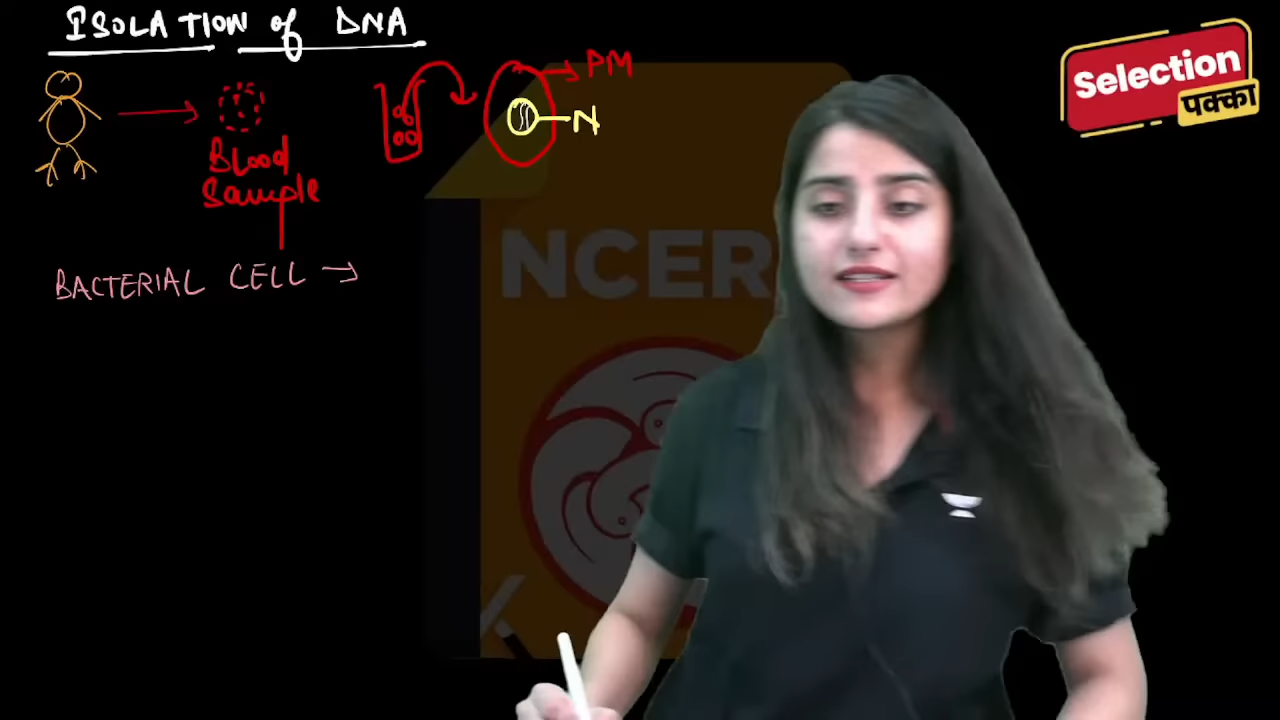 ISOLATION of DNA
Selection
पक्का
PM
N
Blood
Sample
NCER
BACTERIAL CELL →